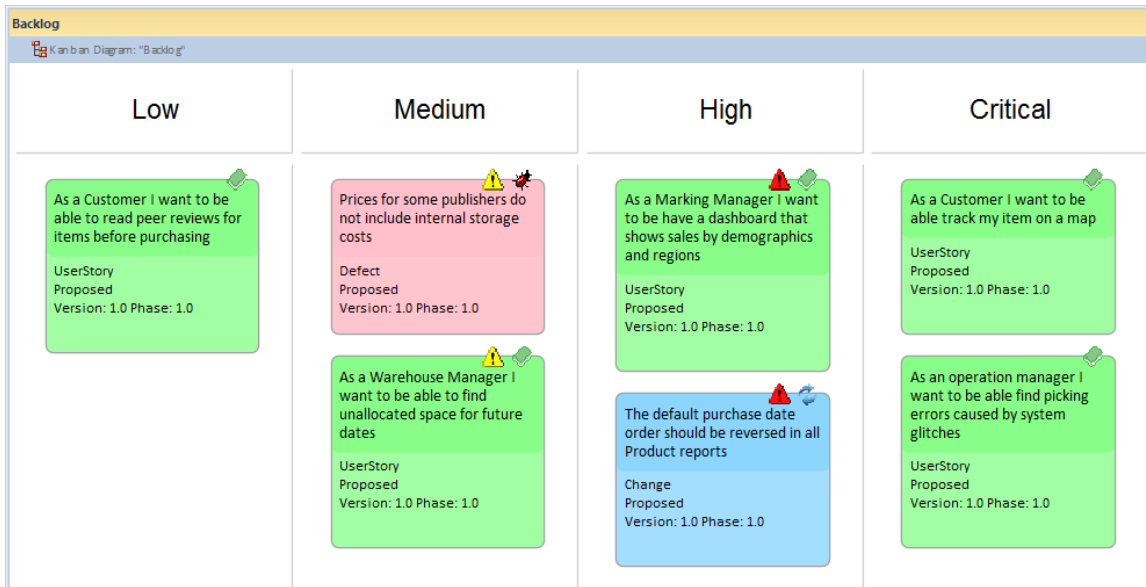 Backlog
Kanban Diagram: "Backlog"
Low
Medium
High
Critical
As a Customer I want to be
able to read peer reviews for
items before purchasing
UserStory
Proposed
Version: 1.0 Phase: 1.0
Prices for some publishers do
not include internal storage
costs
Defect
Proposed
Version: 1.0 Phase: 1.0
As a Warehouse Manager I
want to be able to find
unallocated space for future
dates
UserStory
Proposed
Version: 1.0 Phase: 1.0
As a Marking Manager I want
to be have a dashboard that
shows sales by demographics
and regions
UserStory
Proposed
Version: 1.0 Phase: 1.0
The default purchase date
order should be reversed in all
Product reports
Change
Proposed
Version: 1.0 Phase: 1.0
As a Customer I want to be
able track my item on a map
UserStory
Proposed
Version: 1.0 Phase: 1.0
As an operation manager I
want to be able find picking
errors caused by system
glitches
UserStory
Proposed
Version: 1.0 Phase: 1.0